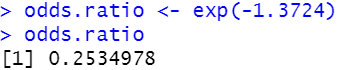 > odds.ratio <- exp(-1.3724)
> odds.ratio
[1] 0.2534978